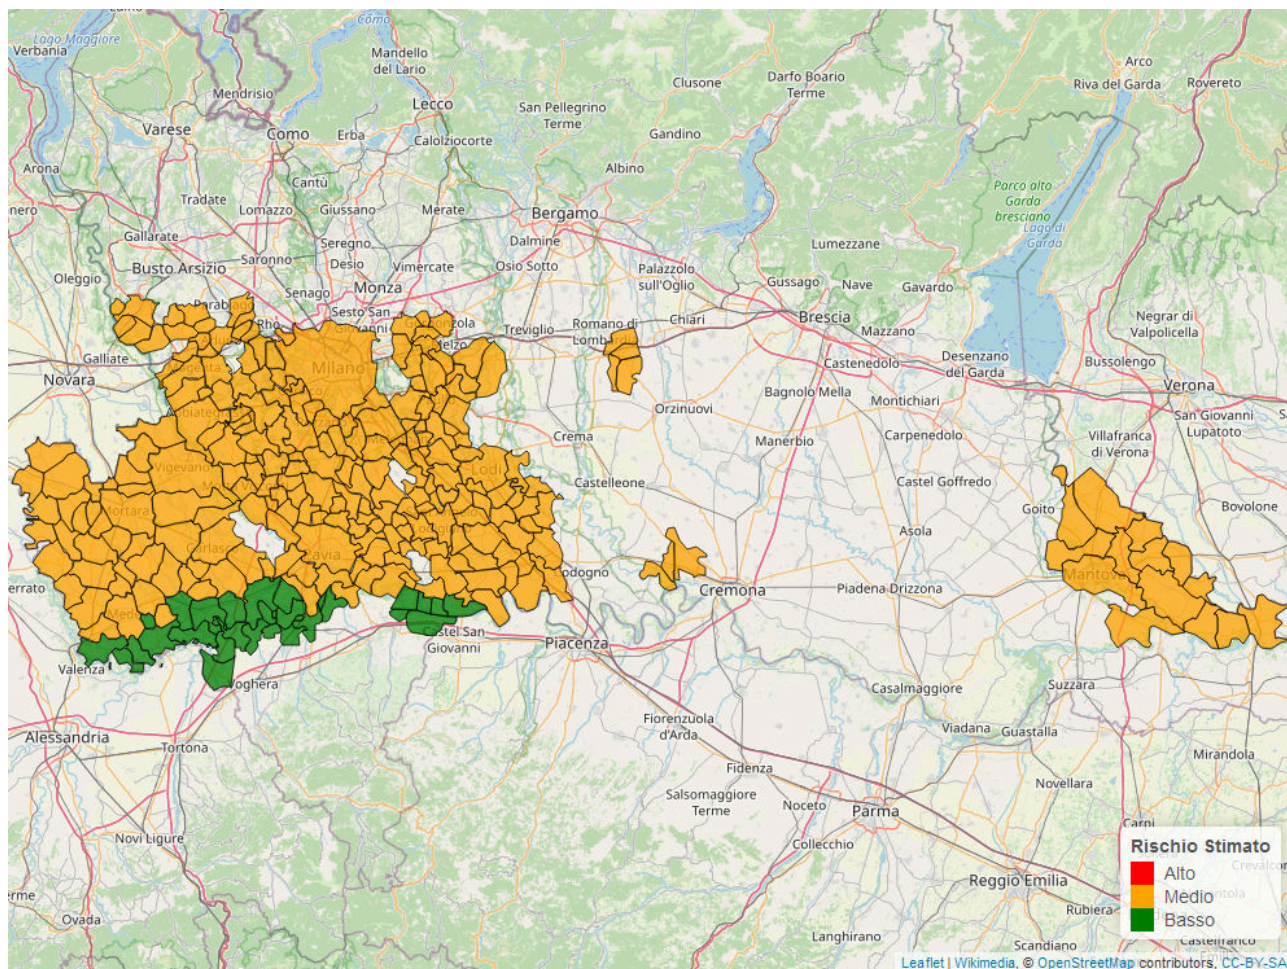 Como
Lago Maggiore
Verbania
Mandello
del Lario
Clusone
Darfo Boario
Terme
Arco
Riva del Garda
Rovereto
Mendrisio
Lecco
San Pellegrino
Terme
Varese
Como
Erba
Calolziocorte
Gandino
Arona
Albino
Cantù
Parco alto
Garda
bresciano
Tradate
Lomazzo
Giussano
Merate
Bergamo
Lago di
Garda
Gallarate
Seregno
Dalmine
Lumezzane
Saronno
Desio
Vimercate
Osio Sotto
Palazzolo
sull'Oglio
Oleggio
Busto Arsizio
Gussago
Nave
Gavardo
Senago
Monza
Sesto San
Giovanni
Rho
Treviglio
Romano di
Chiari
Brescia
Mazzano
Negrar di
Valpolicella
Galliate
Melzo
Novara
Milano
Castenedolo
Desenzano
del Garda
Bussolengo
Verona
Bagnolo Mella
Montichiari
Orzinuovi
San Giovanni
Lupatoto
Crema
Manerbio
Carpenedolo
Villafranca
di Verona
Vigevano
Lodi
Castelleone
Castel Goffredo
Goito
Bovolone
Mortara
Asola
Garlasco
Pavia
Codogno
Cremona
Piadena Drizzona
Mantova
Valenza
Castel San
Giovanni
Piacenza
Voghera
Casalmaggiore
Suzzara
Alessandria
Tortona
Fiorenzuola
d'Arda
Viadana
Guastalla
Mirandola
Fidenza
Novellara
Salsomaggiore
Terme
Noceto
Parma
Carpi
Novi Ligure
Collecchio
Rischio Stimato
Alto
Medio
Basso
Reggio Emilia
Rubiera
Ovada
Langhirano
Scandiano
Castelfranco
Leaflet | Wikimedia, © OpenStreetMap contributors, CC-BY-SA